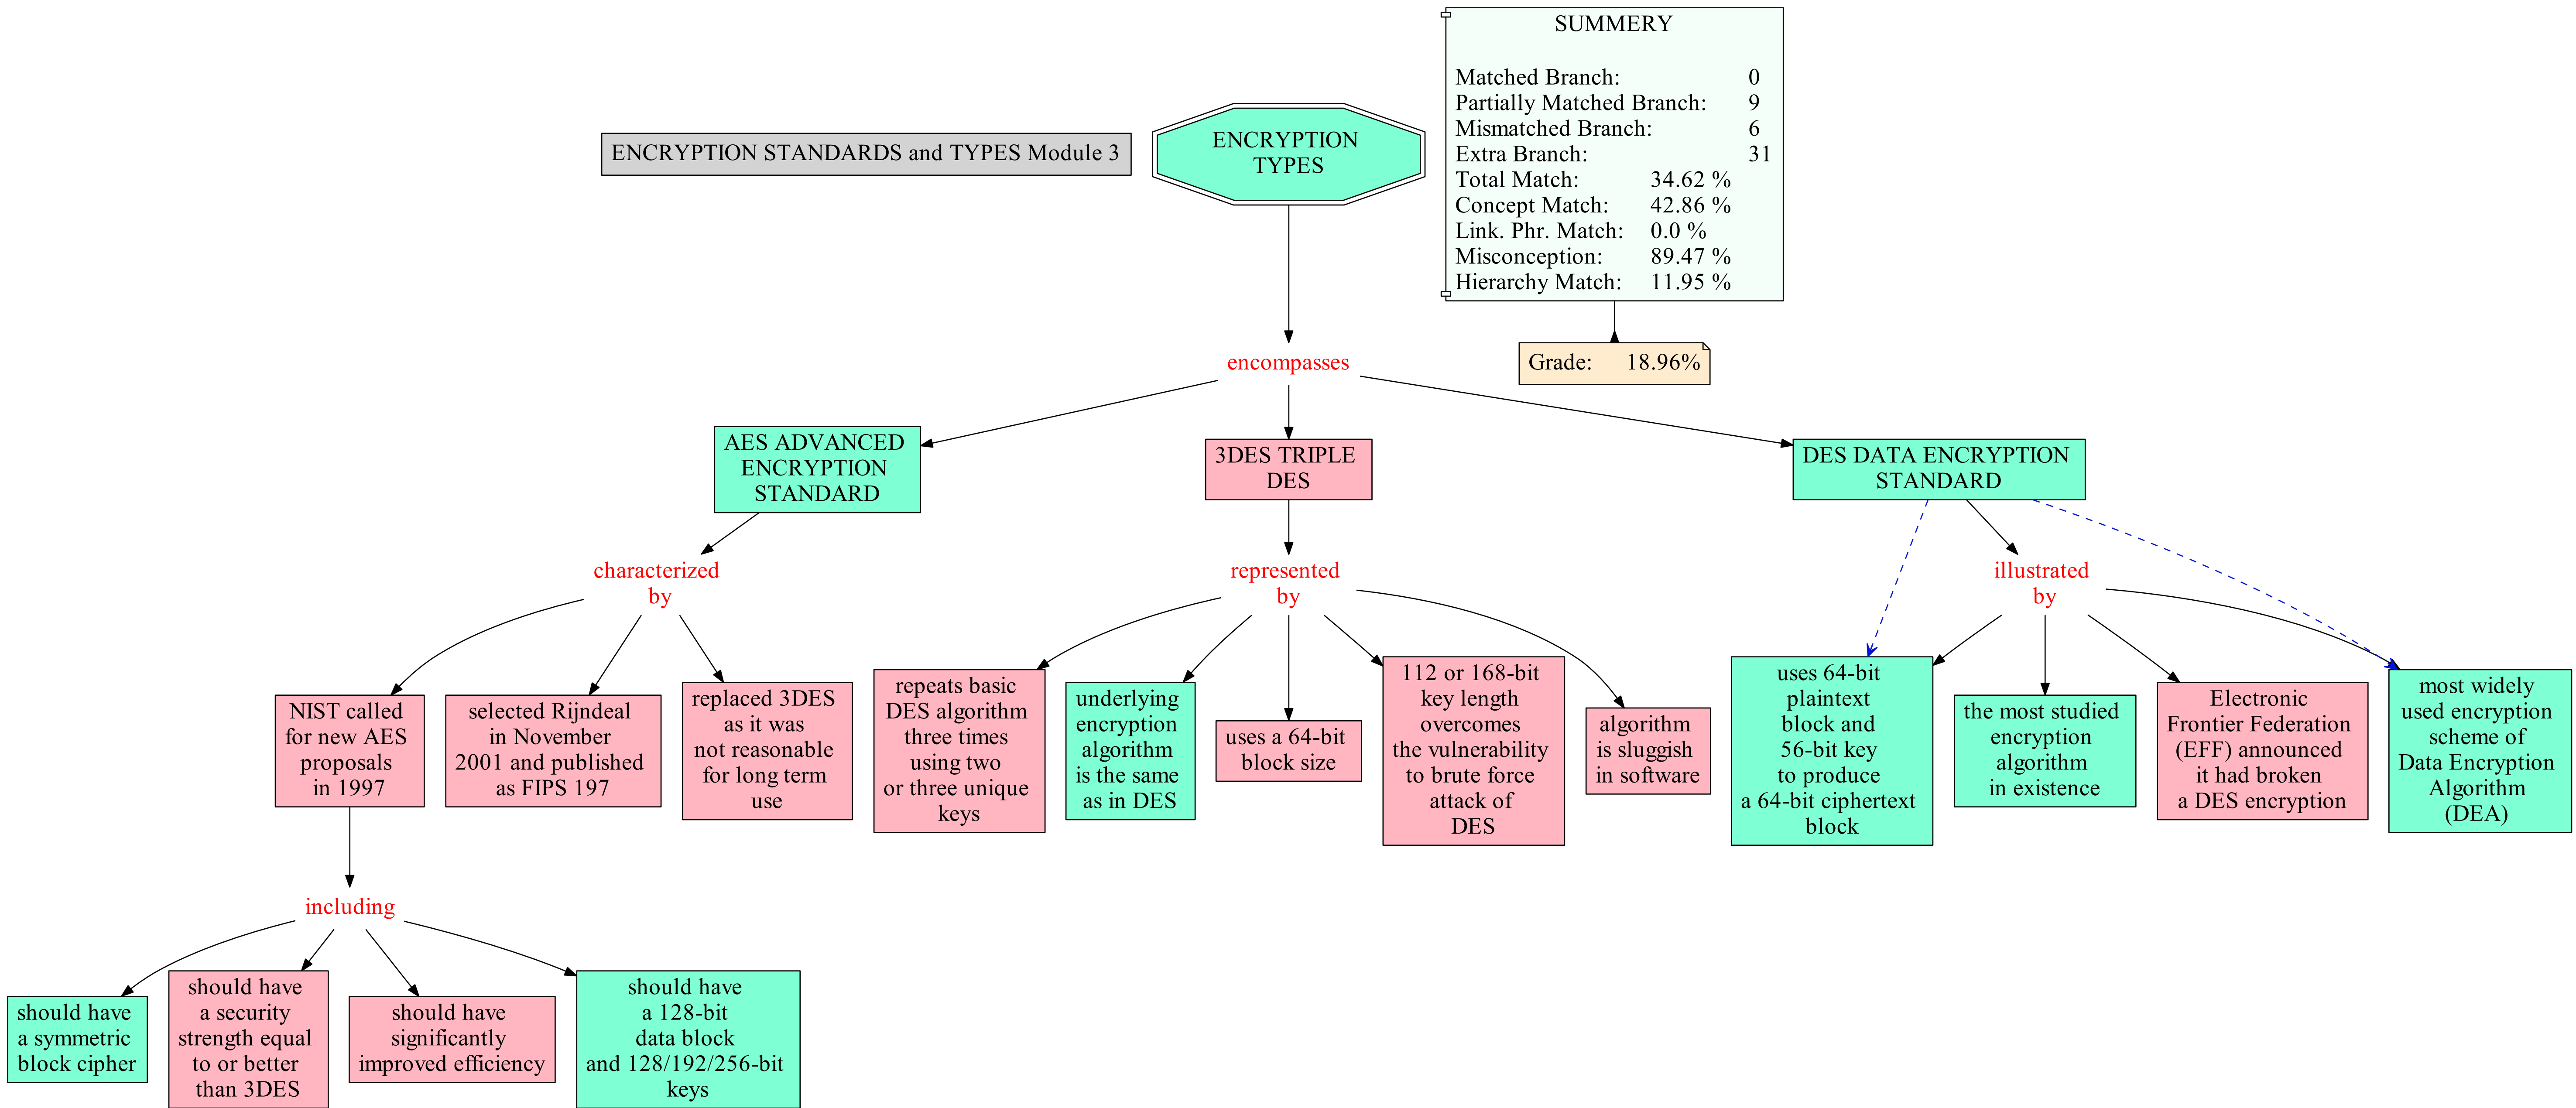 SUMMERY
Matched Branch: 0
Partially Matched Branch: 9
Mismatched Branch: 6
Extra Branch: 31
Total Match: 34.62 %
Concept Match: 42.86 %
Link. Phr. Match: 0.0 %
Misconception: 89.47 %
Hierarchy Match: 11.95 %
ENCRYPTION STANDARDS and TYPES Module 3
ENCRYPTION
TYPES
Grade: 18.96%
encompasses
AES ADVANCED
ENCRYPTION
STANDARD
3DES TRIPLE
DES
DES DATA ENCRYPTION
STANDARD
characterized
by
represented
by
illustrated
by
NIST called
for new AES
proposals
in 1997
selected Rijndeal
in November
2001 and published
as FIPS 197
replaced 3DES
as it was
not reasonable
for long term
use
repeats basic
DES algorithm
three times
using two
or three unique
keys
underlying
encryption
algorithm
is the same
as in DES
uses a 64-bit
block size
112 or 168-bit
key length
overcomes
the vulnerability
to brute force
attack of
DES
algorithm
is sluggish
in software
uses 64-bit
plaintext
block and
56-bit key
to produce
a 64-bit ciphertext
block
the most studied
encryption
algorithm
in existence
Electronic
Frontier Federation
(EFF) announced
it had broken
a DES encryption
most widely
used encryption
scheme of
Data Encryption
Algorithm
(DEA)
including
should have
a symmetric
block cipher
should have
a security
strength equal
to or better
than 3DES
should have
significantly
improved efficiency
should have
a 128-bit
data block
and 128/192/256-bit
keys